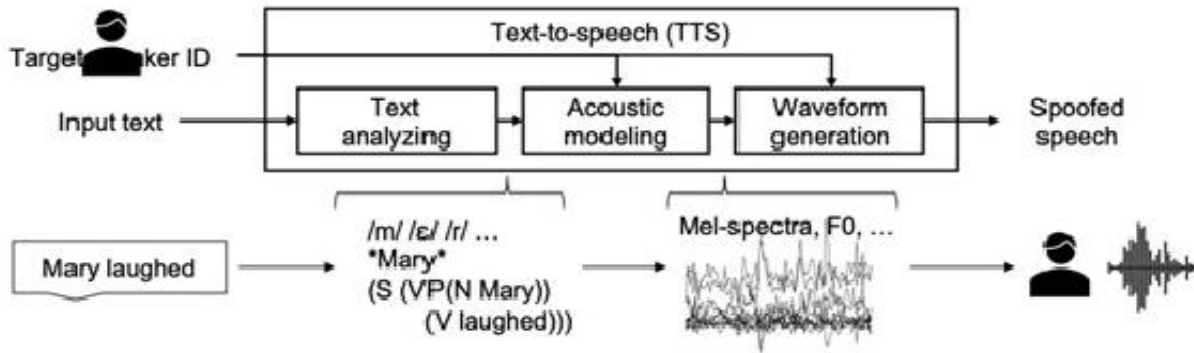 Text-to-speech (TTS)
Target aker ID
Input text
Text
analyzing
Acoustic
modeling
Waveform
generation
Spoofed
speech
Mary laughed
/m/ /ɛ/ /r/ ...
*Mary*
(S (VP(N Mary))
(V laughed)))
Mel-spectra, F0, ...